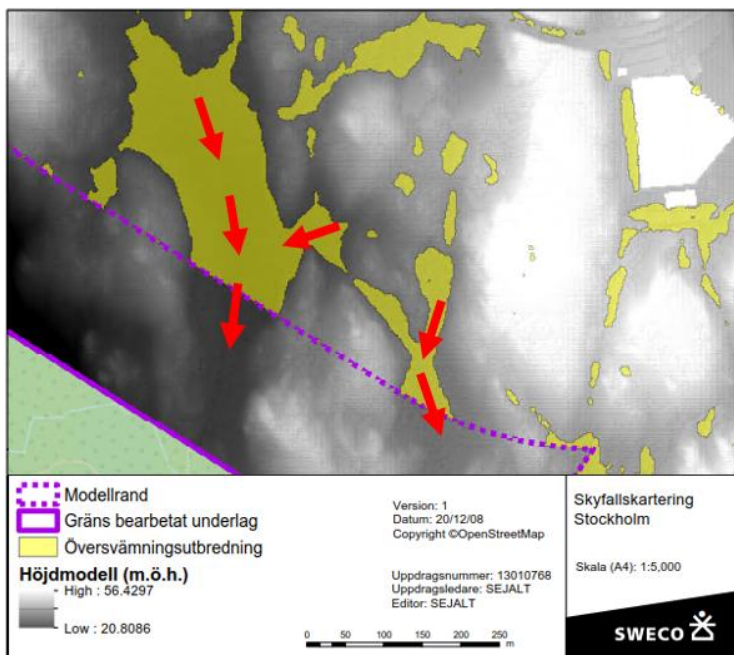 Modellrand
Gräns bearbetat underlag
Översvämningsutbredning
Höjdmodell (m.ö.h.)
High : 56.4297
Low : 20.8086
Version: 1
Datum: 20/12/08
Copyright ©OpenStreetMap
Uppdragsnummer: 13010768
Uppdragsledare: SEJALT
Editor: SEJALT
0 50 100 150 200 250
m
Skyfallskartering
Stockholm
Skala (A4): 1:5,000
SWECO